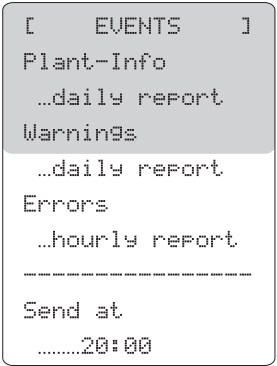 [ EVENTS ]
Plant-Info
…daily report
Warnings
…daily report
Errors
…hourly report
----------------
Send at
.........20:00